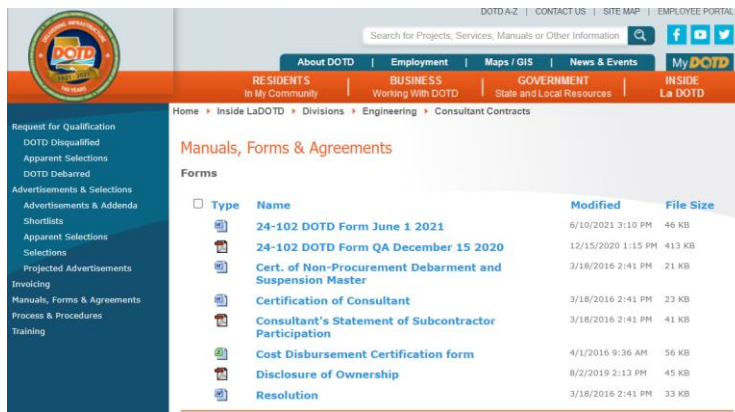 DOTD A-Z | CONTACT US | SITE MAP | EMPLOYEE PORTAL
Search for Projects, Services, Manuals or Other Information
About DOTD | Employment | Maps / GIS | News & Events
My DOTD
DELIVERING INFRASTRUCTURE
DOTD
1921 - 2021
100 YEARS
RESIDENTS
In My Community
BUSINESS
Working With DOTD
GOVERNMENT
State and Local Resources
INSIDE
La DOTD
Home Inside LaDOTD Divisions Engineering Consultant Contracts
Request for Qualification
DOTD Disqualified
Apparent Selections
DOTD Debarred
Advertisements & Selections
Advertisements & Addenda
Shortlists
Apparent Selections
Selections
Projected Advertisements
Invoicing
Manuals, Forms & Agreements
Process & Procedures
Training
Manuals, Forms & Agreements
Forms
Type Name Modified File Size
24-102 DOTD Form June 1 2021 6/10/2021 3:10 PM 46 KB
24-102 DOTD Form QA December 15 2020 12/15/2020 1:15 PM 413 KB
Cert. of Non-Procurement Debarment and 3/18/2016 2:41 PM 21 KB
Suspension Master
Certification of Consultant 3/18/2016 2:41 PM 23 KB
Consultant's Statement of Subcontractor 3/18/2016 2:41 PM 41 KB
Participation
Cost Disbursement Certification form 4/1/2016 9:36 AM 56 KB
Disclosure of Ownership 8/2/2019 2:13 PM 45 KB
Resolution 3/18/2016 2:41 PM 33 KB